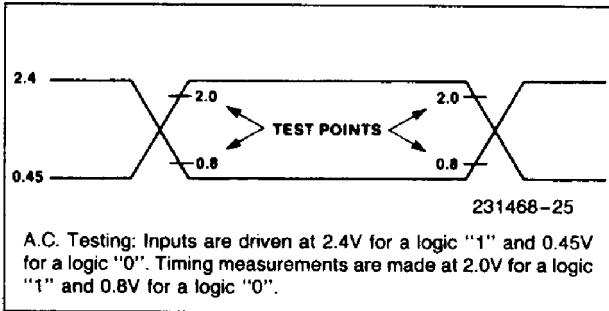 2.4
2.0
2.0
TEST POINTS
0.8
0.8
0.45
231468-25
A.C. Testing: Inputs are driven at 2.4V for a logic "1" and 0.45V
for a logic "0". Timing measurements are made at 2.0V for a logic
"1" and 0.8V for a logic "0".